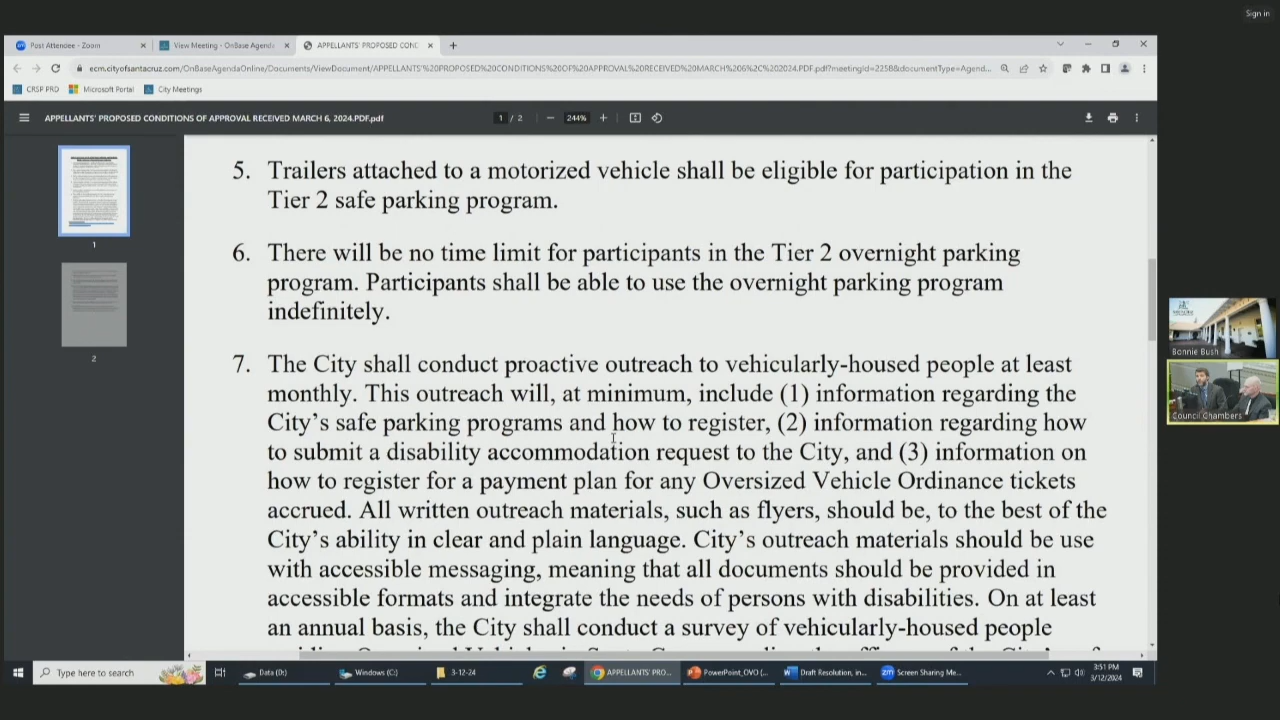 Sign in
Post Attendee - Zoom
View Meeting - OnBase Agenda
APPELLANTS' PROPOSED CONE
ecm.cityofsantacruz.com/OnBaseAgendaOnline/Documents/ViewDocument/APPELLANTS'%20PROPOSED%20CONDITIONS%20OF%20APPROVAL%20RECEIVED%20MARCH%206%2C%202024.PDF.pdf?meetingId=2258&documentType=Agend...
CRSP PRD
Microsoft Portal
City Meetings
APPELLANTS' PROPOSED CONDITIONS OF APPROVAL RECEIVED MARCH 6, 2024.PDF.pdf
1 / 2
244%
5. Trailers attached to a motorized vehicle shall be eligible for participation in the
Tier 2 safe parking program.
1
6. There will be no time limit for participants in the Tier 2 overnight parking
program. Participants shall be able to use the overnight parking program
indefinitely.
2
7. The City shall conduct proactive outreach to vehicularly-housed people at least
monthly. This outreach will, at minimum, include (1) information regarding the
City's safe parking programs and how to register, (2) information regarding how
to submit a disability accommodation request to the City, and (3) information on
how to register for a payment plan for any Oversized Vehicle Ordinance tickets
accrued. All written outreach materials, such as flyers, should be, to the best of the
City's ability in clear and plain language. City's outreach materials should be use
with accessible messaging, meaning that all documents should be provided in
accessible formats and integrate the needs of persons with disabilities. On at least
an annual basis, the City shall conduct a survey of vehicularly-housed people
Bonnie Bush
Council Chambers
Type here to search
Data (D:)
Windows (C:)
3-12-24
APPELLANTS' PRO...
PowerPoint_OVO (...
Draft Resolution, in...
Screen Sharing Me...
3:51 PM
3/12/2024